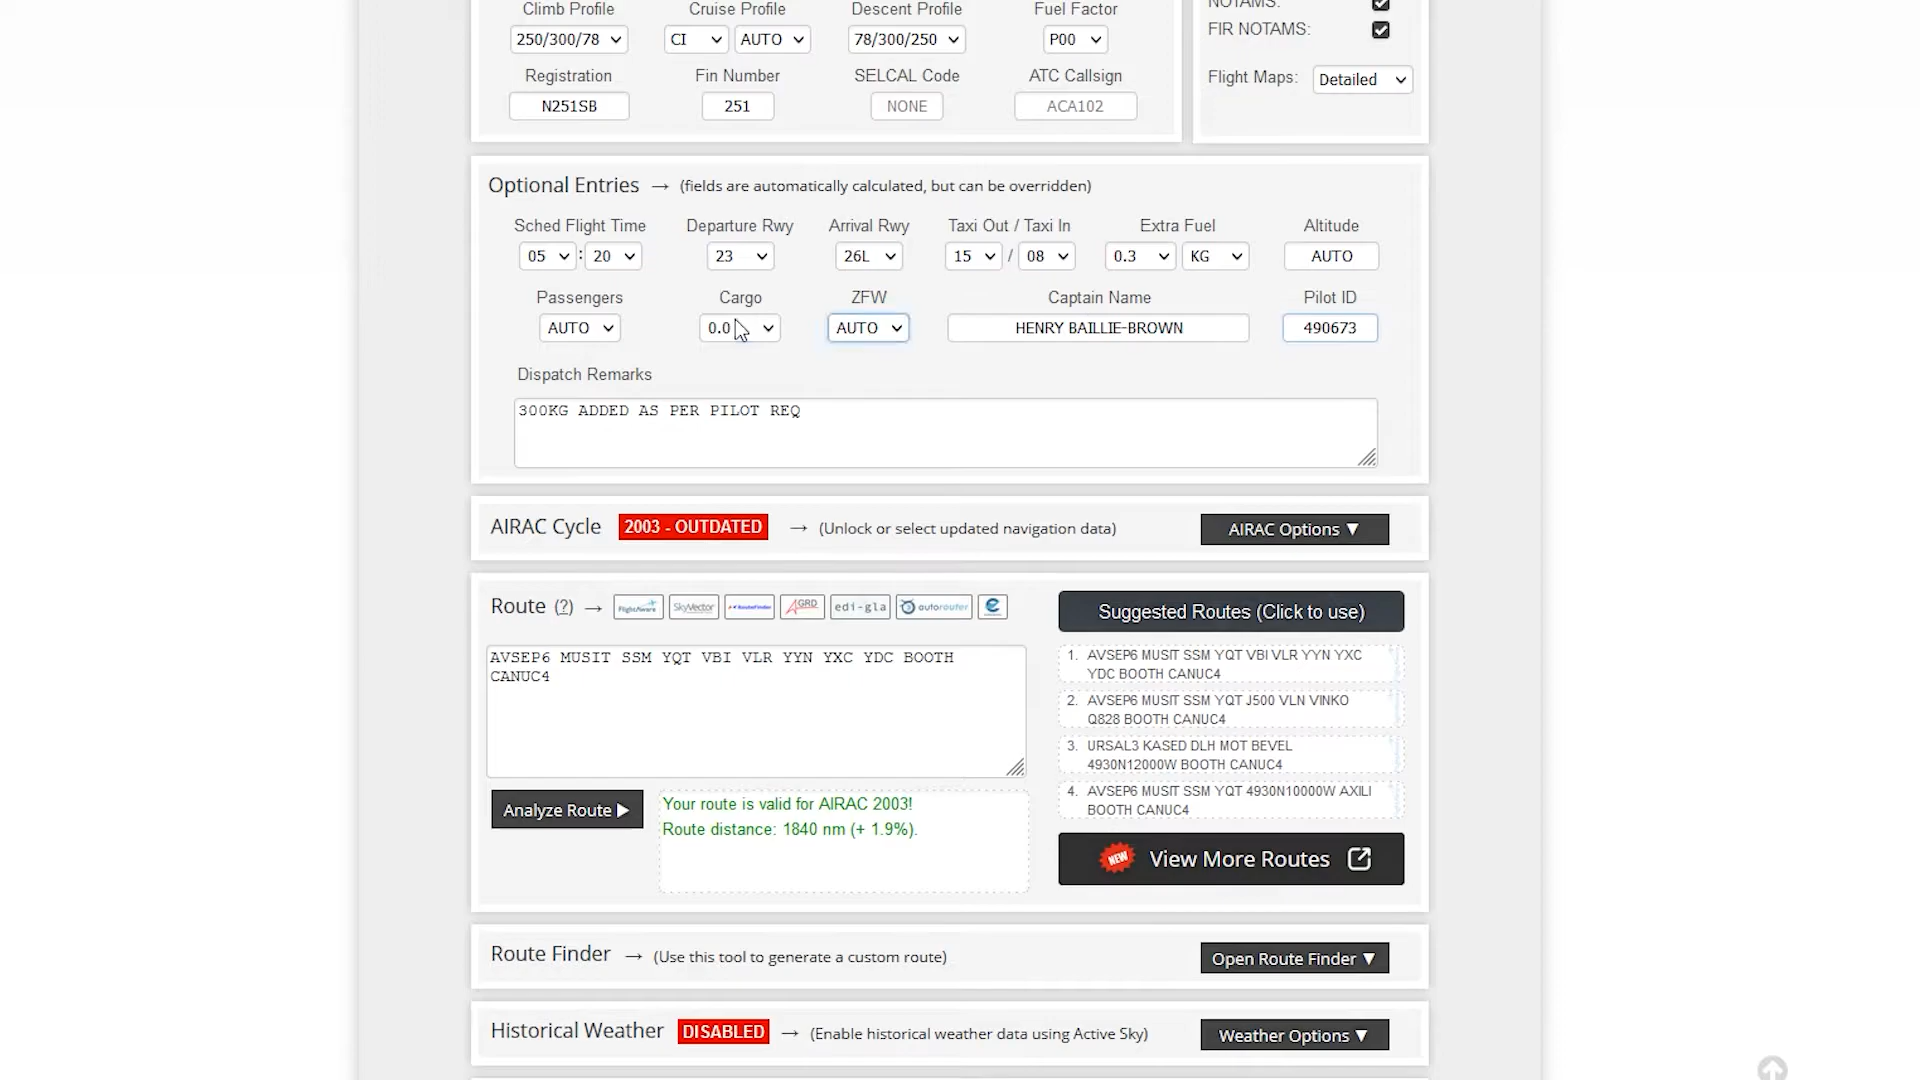 NOTAMS:
Climb Profile Cruise Profile Descent Profile Fuel Factor
FIR NOTAMS:
250/300/78 CI AUTO 78/300/250 P00
Registration Fin Number SELCAL Code ATC Callsign
Flight Maps: Detailed
N251SB 251 NONE ACA102
Optional Entries → (fields are automatically calculated, but can be overridden)
Sched Flight Time Departure Rwy Arrival Rwy Taxi Out / Taxi In Extra Fuel Altitude
05 : 20 23 26L 15 / 08 0.3 KG AUTO
Passengers Cargo ZFW Captain Name Pilot ID
AUTO 0.0 AUTO HENRY BAILLIE-BROWN 490673
Dispatch Remarks
300KG ADDED AS PER PILOT REQ
AIRAC Cycle 2003 - OUTDATED → (Unlock or select updated navigation data) AIRAC Options ▼
Route (?) → FlightAware SkyVector RouteFinder GRD edi-gla autorouter
Suggested Routes (Click to use)
AVSEP6 MUSIT SSM YQT VBI VLR YYN YXC YDC BOOTH
CANUC4
1. AVSEP6 MUSIT SSM YQT VBI VLR YYN YXC
YDC BOOTH CANUC4
2. AVSEP6 MUSIT SSM YQT J500 VLN VINKO
Q828 BOOTH CANUC4
3. URSAL3 KASED DLH MOT BEVEL
4930N12000W BOOTH CANUC4
4. AVSEP6 MUSIT SSM YQT 4930N10000W AXILI
BOOTH CANUC4
Analyze Route ▶
Your route is valid for AIRAC 2003!
Route distance: 1840 nm (+ 1.9%).
NEW View More Routes
Route Finder → (Use this tool to generate a custom route) Open Route Finder ▼
Historical Weather DISABLED → (Enable historical weather data using Active Sky) Weather Options ▼